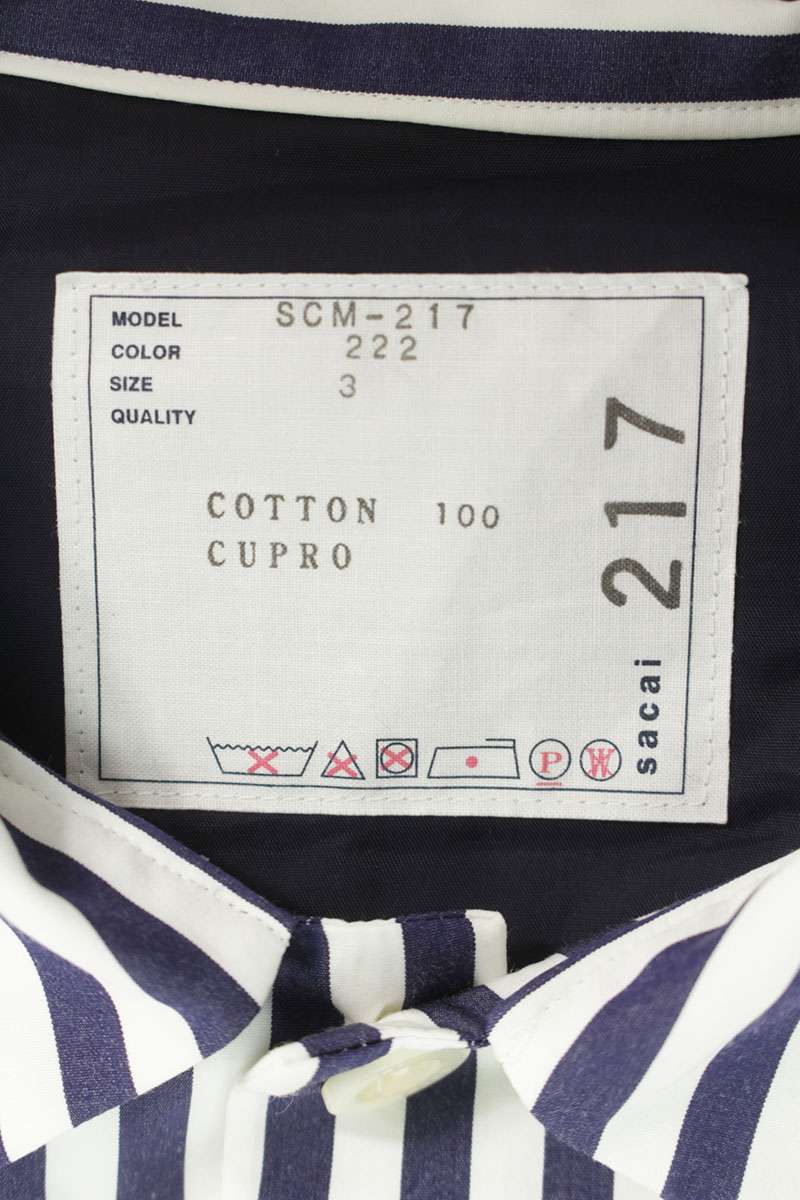 MODEL SCM-217
COLOR 222
SIZE 3
QUALITY
COTTON 100
CUPRO
217
sacai
P
W